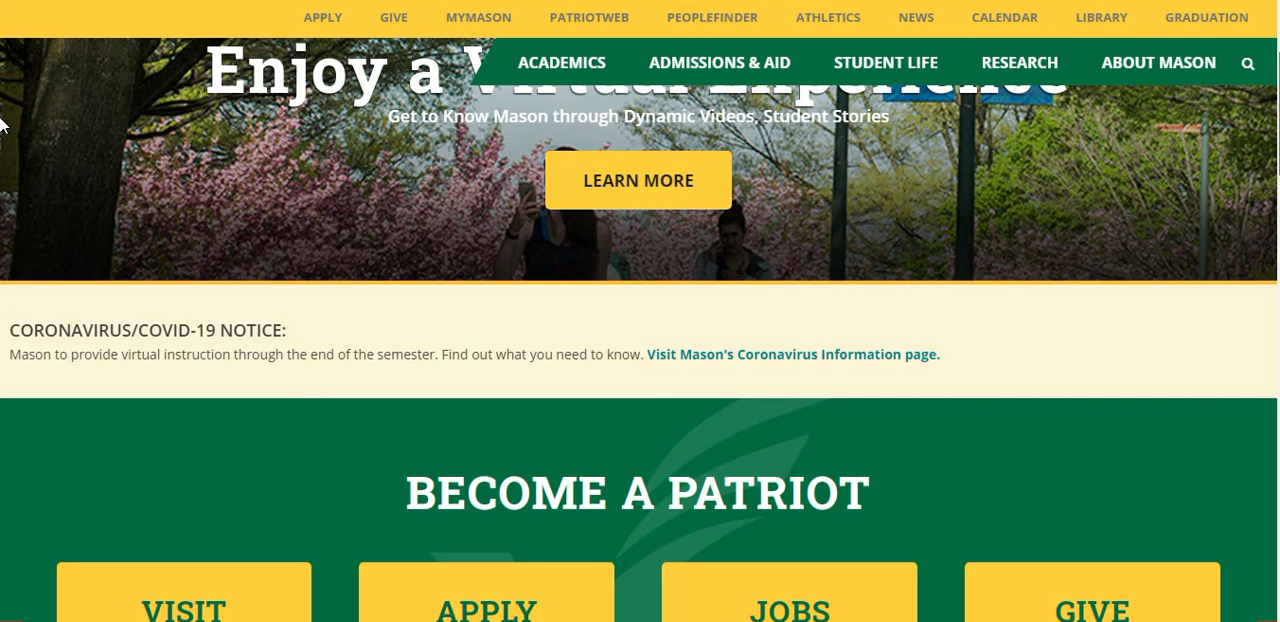 APPLY GIVE MYMASON PATRIOTWEB PEOPLEFINDER ATHLETICS NEWS CALENDAR LIBRARY GRADUATION
ACADEMICS ADMISSIONS & AID STUDENT LIFE RESEARCH ABOUT MASON
Enjoy a Virtual Experience
Get to Know Mason through Dynamic Videos, Student Stories
LEARN MORE
CORONAVIRUS/COVID-19 NOTICE:
Mason to provide virtual instruction through the end of the semester. Find out what you need to know. Visit Mason's Coronavirus Information page.
BECOME A PATRIOT
VISIT APPLY JOBS GIVE